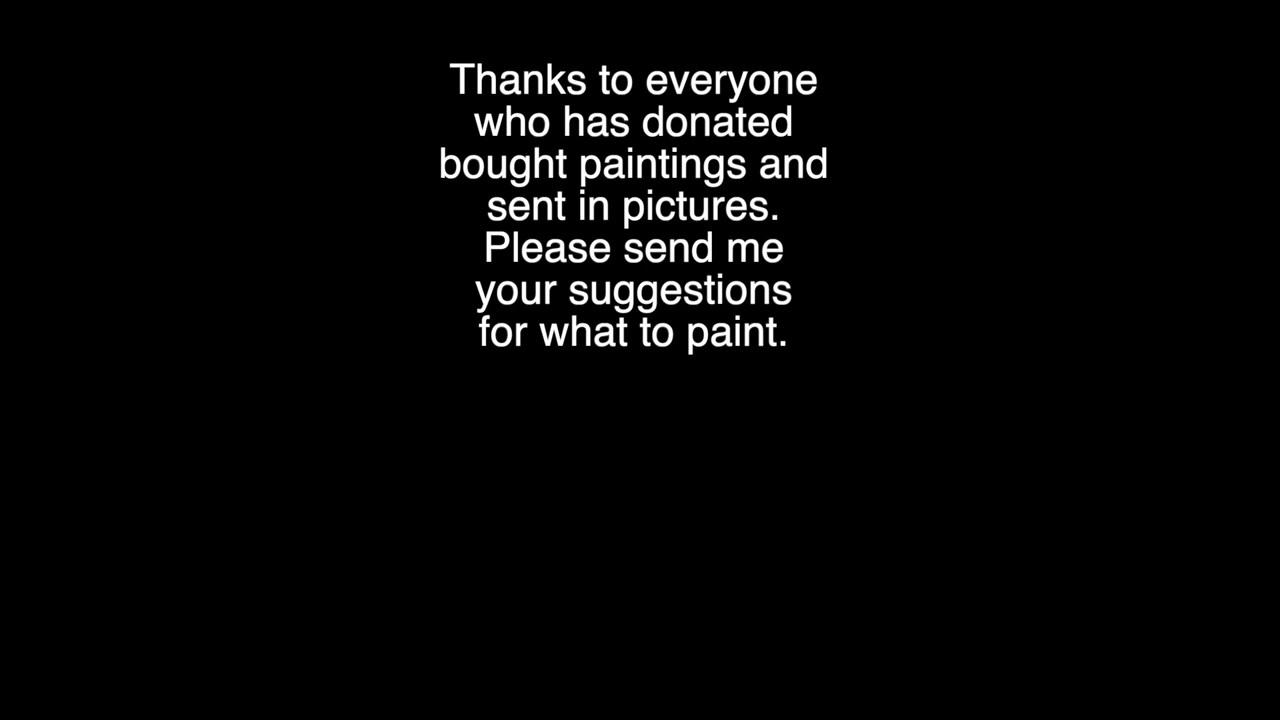 Thanks to everyone
who has donated
bought paintings and
sent in pictures.
Please send me
your suggestions
for what to paint.